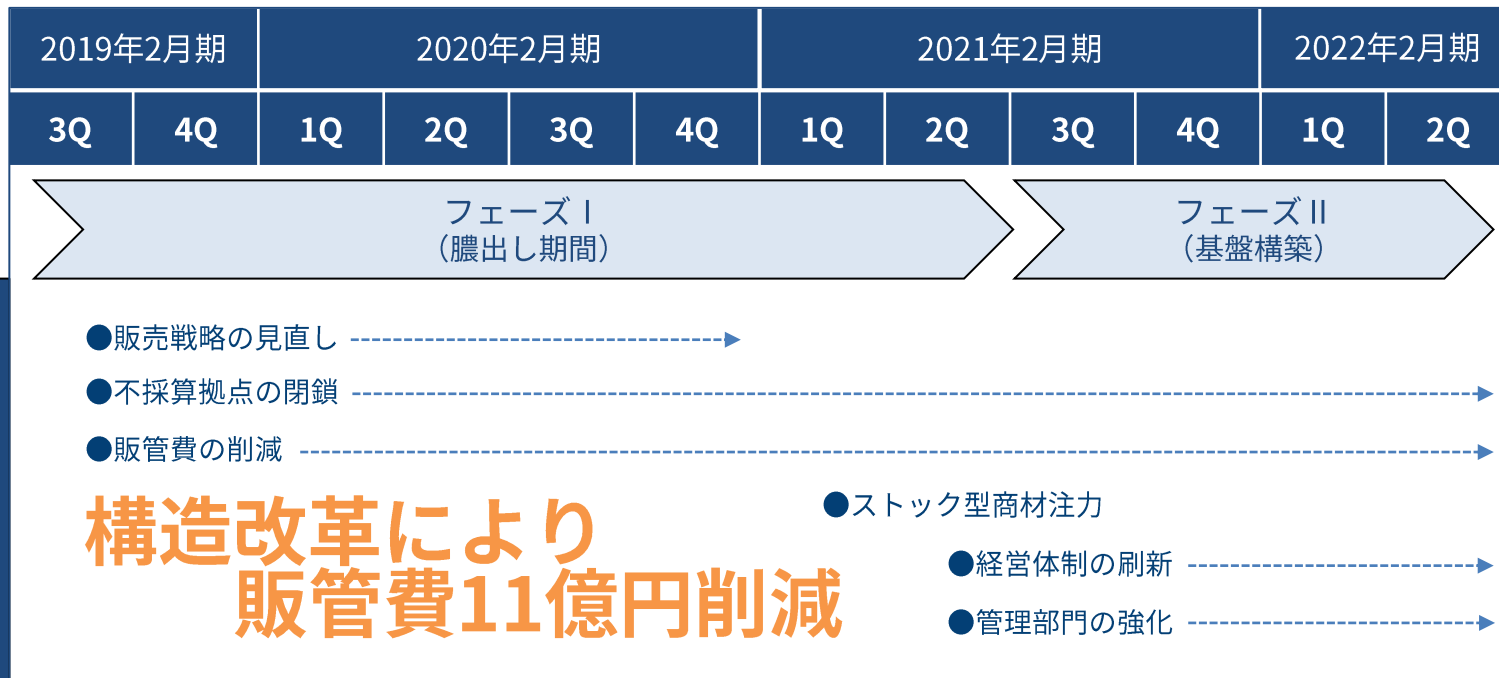 2019年2月期 2020年2月期 2021年2月期 2022年2月期
3Q 4Q 1Q 2Q 3Q 4Q 1Q 2Q 3Q 4Q 1Q 2Q
フェーズⅠ
（膿出し期間）
フェーズⅡ
（基盤構築）
●販売戦略の見直し
●不採算拠点の閉鎖
●販管費の削減
●ストック型商材注力
●経営体制の刷新
●管理部門の強化
構造改革により
販管費11億円削減